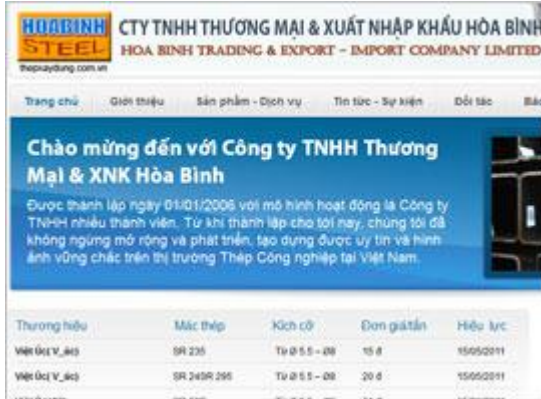 HOABINH
STEEL
thepxaydung.com.vn
CTY TNHH THƯƠNG MẠI & XUẤT NHẬP KHẨU HÒA BÌNH
HOA BINH TRADING & EXPORT - IMPORT COMPANY LIMITED
Trang chủ Giới thiệu Sản phẩm - Dịch vụ Tin tức - Sự kiện Đối tác
Chào mừng đến với Công ty TNHH Thương
Mại & XNK Hòa Bình
Được thành lập ngày 01/01/2006 với mô hình hoạt động là Công ty
TNHH nhiều thành viên. Từ khi thành lập cho tới nay, chúng tôi đã
không ngừng mở rộng và phát triển, tạo dựng được uy tín và hình
ảnh vững chắc trên thị trường Thép Công nghiệp tại Việt Nam.
Thương hiệu Mác thép Kích cỡ Đơn giá/tấn Hiệu lực
Việt Úc( V_úc) SR 235 Từ Ø 5.5 – Ø8 15 đ 15/05/2011
Việt Úc( V_úc) SR 240SR 295 Từ Ø 5.5 – Ø8 20 đ 15/05/2011